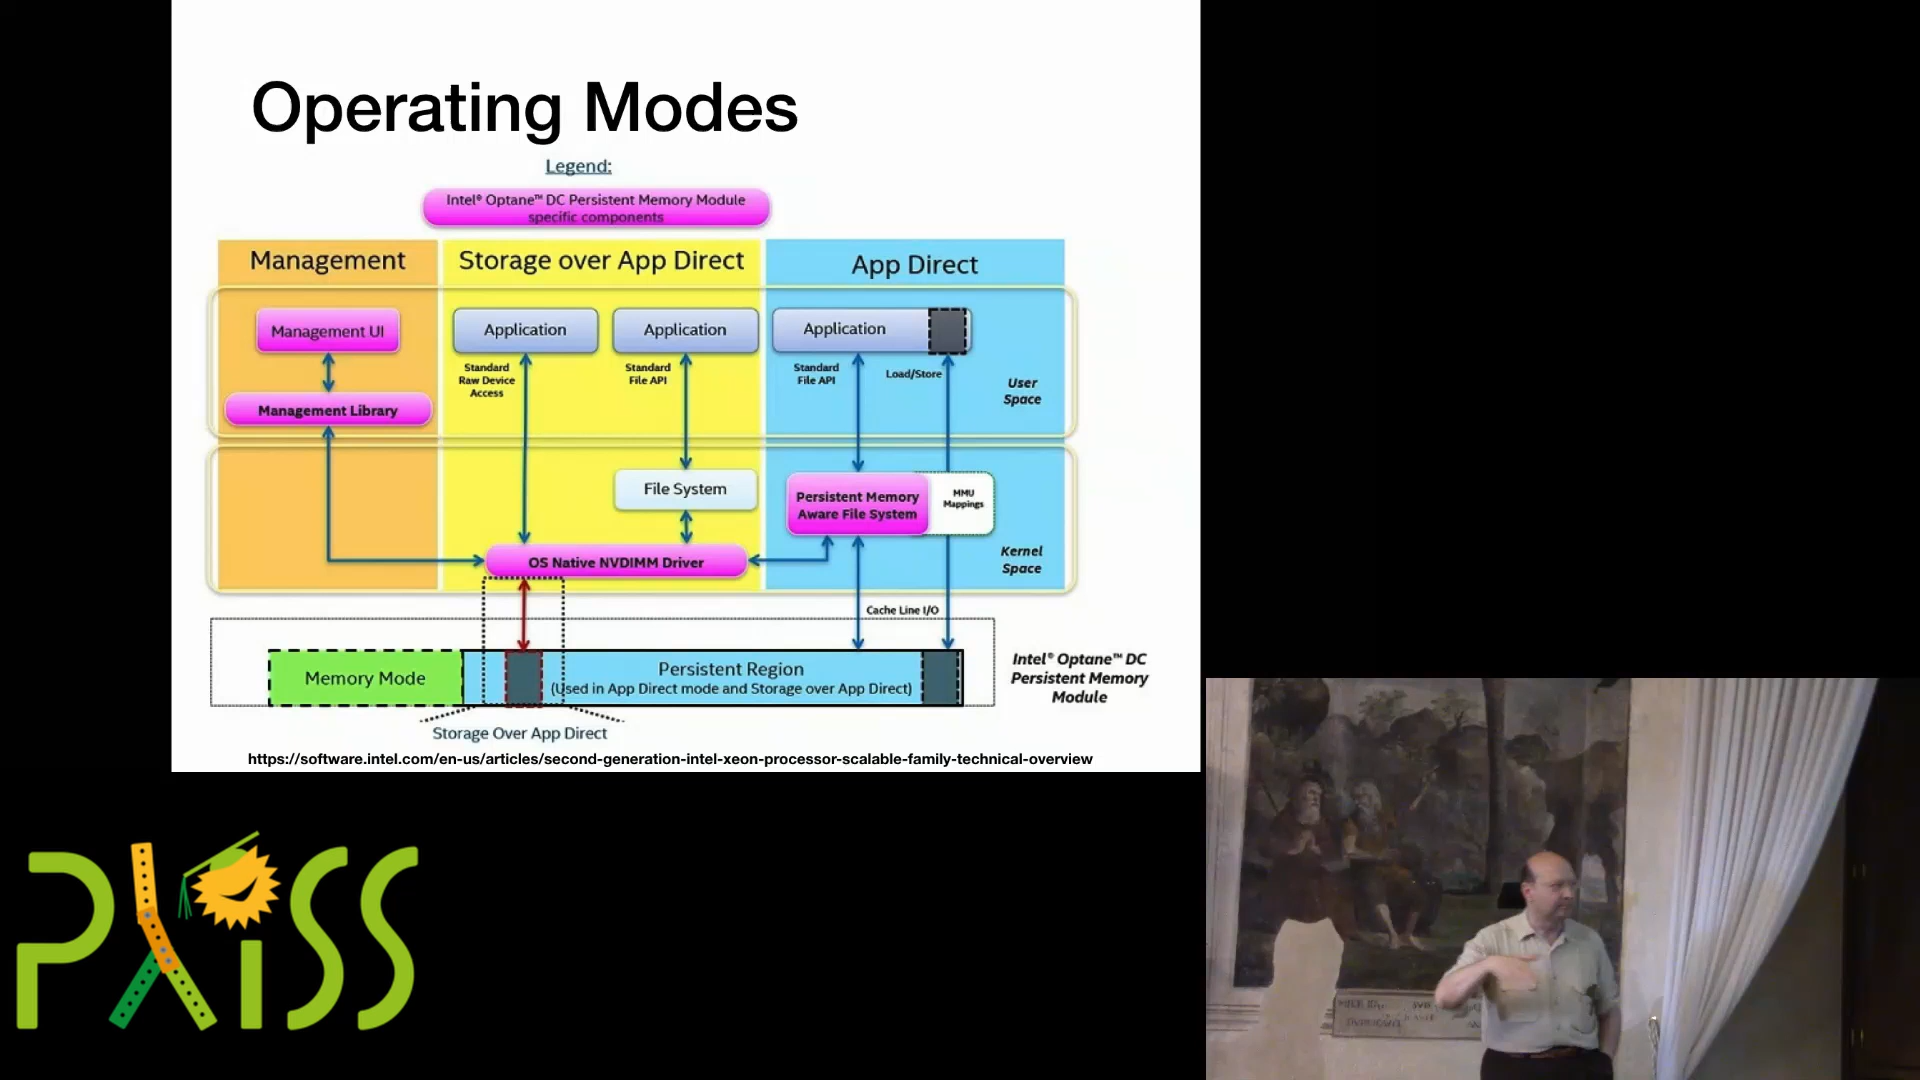 Operating Modes
Legend:
Intel® Optane™ DC Persistent Memory Module
specific components
Management
Storage over App Direct
App Direct
Management UI
Application
Application
Application
Standard
Raw Device
Access
Standard
File API
Standard
File API
Load/Store
User
Space
Management Library
File System
Persistent Memory
Aware File System
MMU
Mappings
OS Native NVDIMM Driver
Kernel
Space
Cache Line I/O
Memory Mode
Persistent Region
(Used in App Direct mode and Storage over App Direct)
Intel® Optane™ DC
Persistent Memory
Module
Storage Over App Direct
https://software.intel.com/en-us/articles/second-generation-intel-xeon-processor-scalable-family-technical-overview